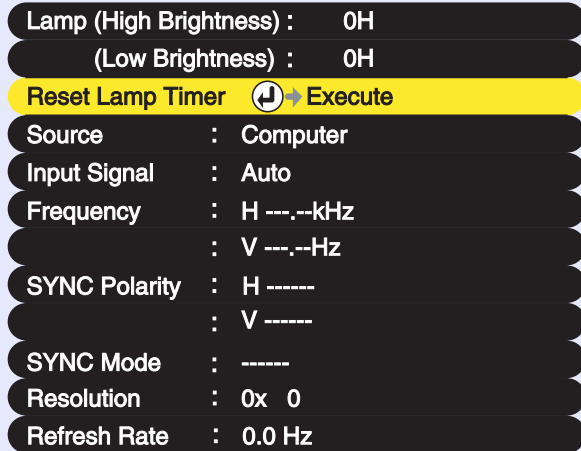 Lamp (High Brightness) : 0H
(Low Brightness) : 0H
Reset Lamp Timer Execute
Source : Computer
Input Signal : Auto
Frequency : H ---.--kHz
: V ---.--Hz
SYNC Polarity : H ------
: V ------
SYNC Mode : ------
Resolution : 0x 0
Refresh Rate : 0.0 Hz